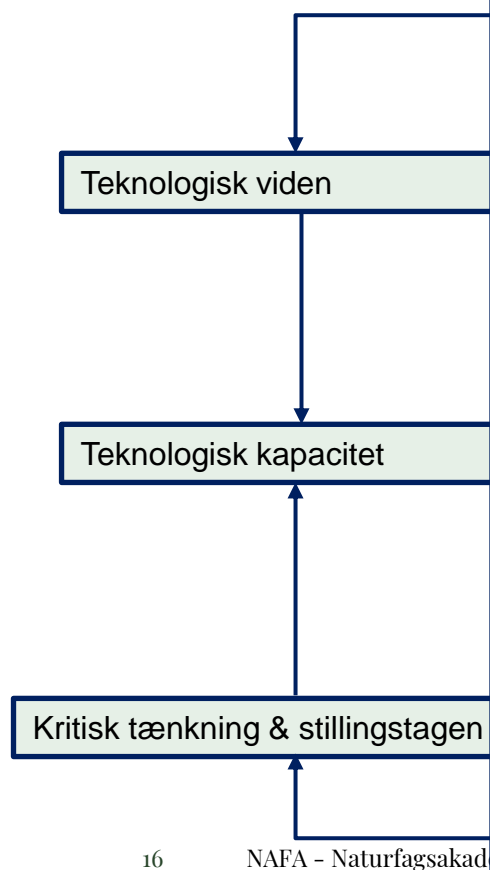 Teknologisk viden
Teknologisk kapacitet
Kritisk tænkning & stillingstagen
16 NAFA - Naturfagsakad